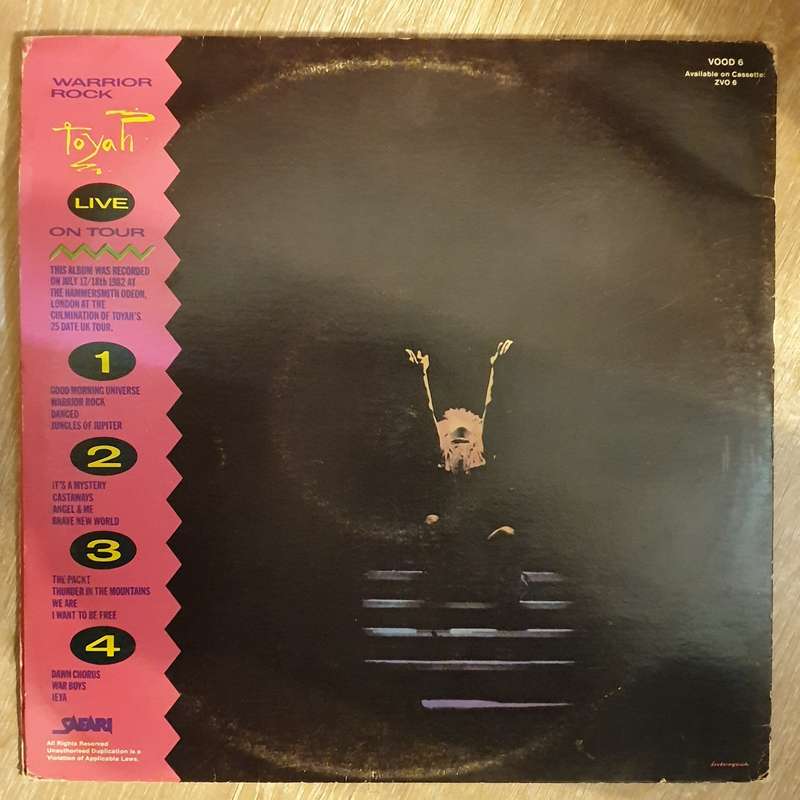 WARRIOR
ROCK
toyah
LIVE
ON TOUR
THIS ALBUM WAS RECORDED
ON JULY 17/18th 1982 AT
THE HAMMERSMITH ODEON,
LONDON AT THE
CULMINATION OF TOYAH'S
25 DATE UK TOUR.
1
GOOD MORNING UNIVERSE
WARRIOR ROCK
DANCED
JUNGLES OF JUPITER
2
IT'S A MYSTERY
CASTAWAYS
ANGEL & ME
BRAVE NEW WORLD
3
THE PACKT
THUNDER IN THE MOUNTAINS
WE ARE
I WANT TO BE FREE
4
DAWN CHORUS
WAR BOYS
IEYA
SAFARI
All Rights Reserved
Unauthorised Duplication is a
Violation of Applicable Laws.
VOOD 6
Available on Cassette:
ZVO 6